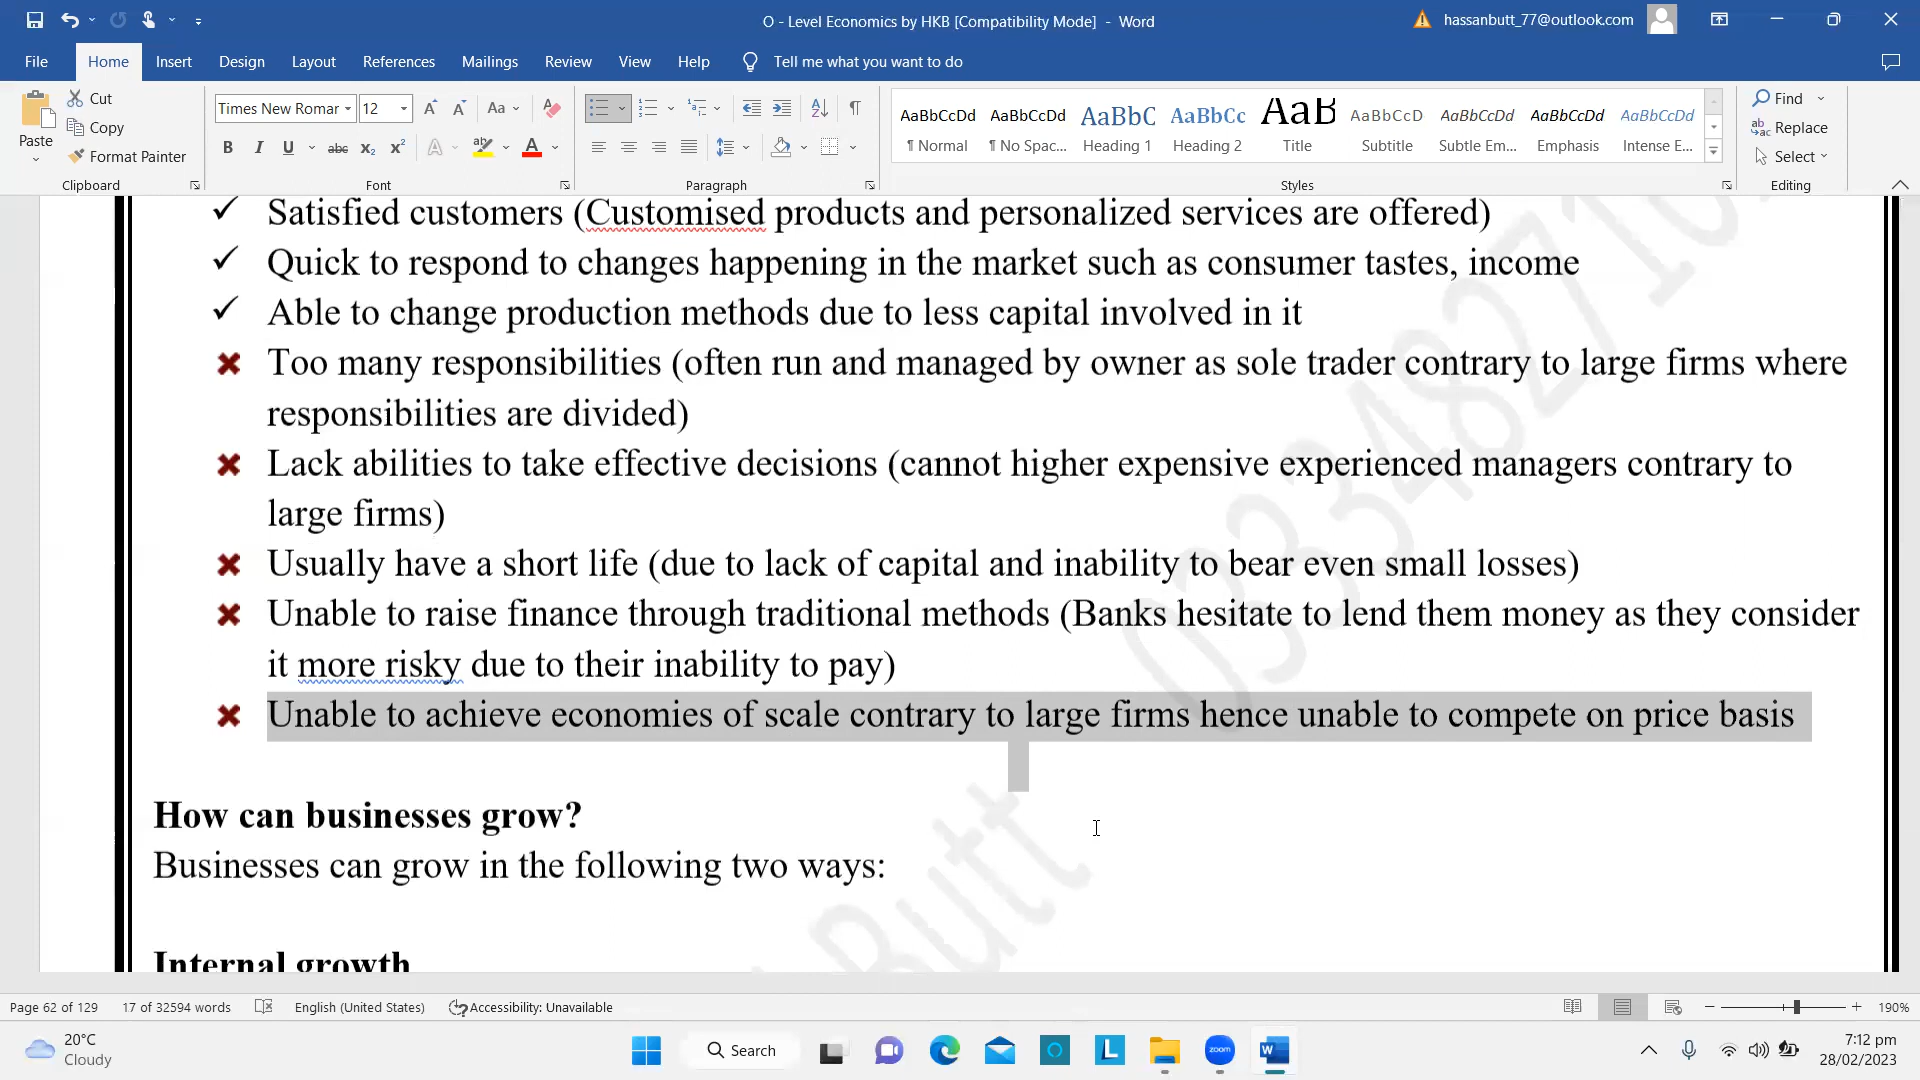 O - Level Economics by HKB [Compatibility Mode] - Word
hassanbutt_77@outlook.com
File Home Insert Design Layout References Mailings Review View Help Tell me what you want to do
Paste
Cut
Copy
Format Painter
Clipboard
Times New Roman 12
Aa
B I U abc x₂ x² A ab A
Font
Paragraph
AaBbCcDd AaBbCcDd AaBbC AaBbCc AaB AaBbCcD AaBbCcDd AaBbCcDd AaBbCcDd
¶ Normal ¶ No Spac... Heading 1 Heading 2 Title Subtitle Subtle Em... Emphasis Intense E...
Styles
Find
Replace
Select
Editing
✓ Satisfied customers (Customised products and personalized services are offered)
✓ Quick to respond to changes happening in the market such as consumer tastes, income
✓ Able to change production methods due to less capital involved in it
✖ Too many responsibilities (often run and managed by owner as sole trader contrary to large firms where
responsibilities are divided)
✖ Lack abilities to take effective decisions (cannot higher expensive experienced managers contrary to
large firms)
✖ Usually have a short life (due to lack of capital and inability to bear even small losses)
✖ Unable to raise finance through traditional methods (Banks hesitate to lend them money as they consider
it more risky due to their inability to pay)
✖ Unable to achieve economies of scale contrary to large firms hence unable to compete on price basis
How can businesses grow?
Businesses can grow in the following two ways:
Internal growth
Butt
Page 62 of 129 17 of 32594 words English (United States) Accessibility: Unavailable 190%
20°C
Cloudy
Search
zoom
7:12 pm
28/02/2023